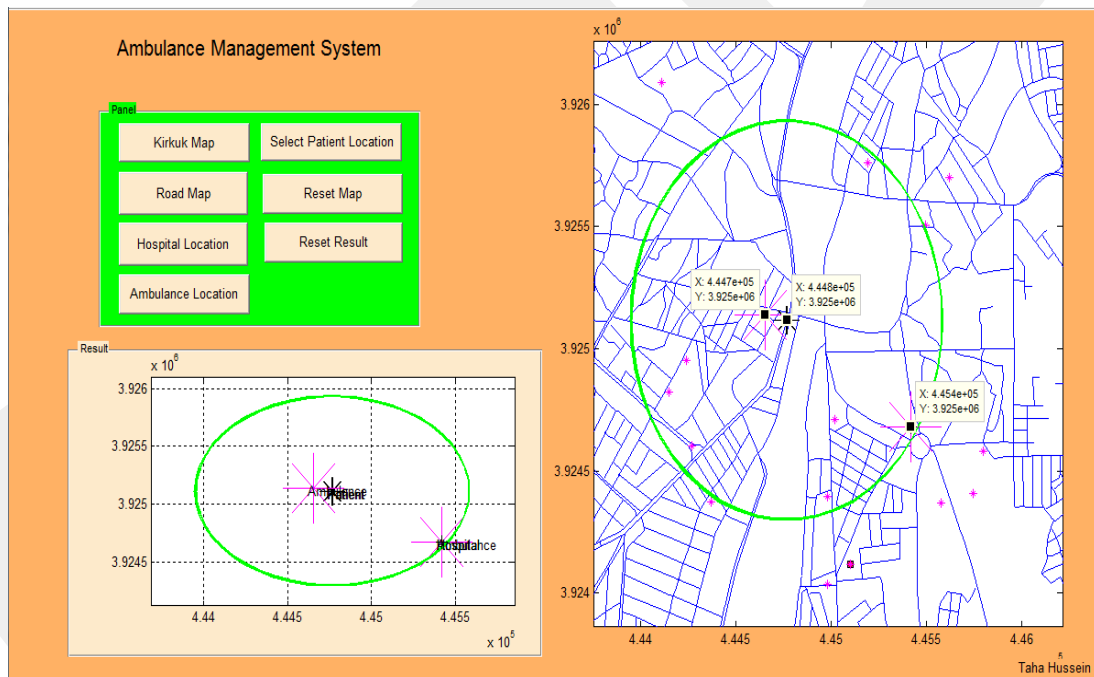 Ambulance Management System
Panel
Kirkuk Map
Select Patient Location
Road Map
Reset Map
Hospital Location
Reset Result
Ambulance Location
Result
x 10^6
3.926
3.9255
3.925
3.9245
Ambulance
Patient
4.44
4.445
4.45
4.455
x 10^5
x 10^6
3.926
3.9255
3.925
3.9245
3.924
X: 4.447e+05
Y: 3.925e+06
X: 4.448e+05
Y: 3.925e+06
X: 4.454e+05
Y: 3.925e+06
4.44
4.445
4.45
4.455
4.46
5
Taha Hussein